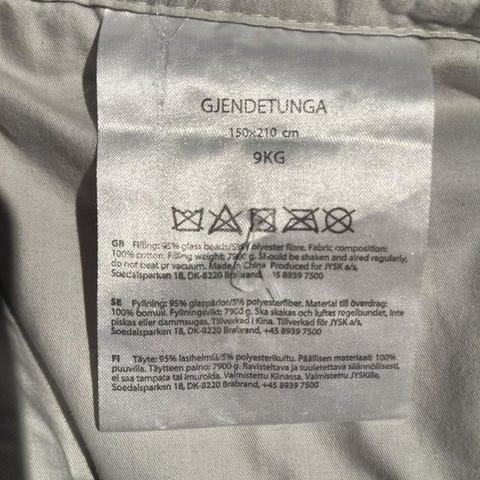 GJENDETUNGA
150x210 cm
9KG
GB Filling: 95% glass beads/5% polyester fibre. Fabric composition:
100% cotton. Filling weight: 7900 g. Should be shaken and aired regularly,
do not beat or vacuum. Made in China. Produced for JYSK a/s,
Soedalsparken 18, DK-8220 Brabrand, +45 8939 7500
SE Fyllning: 95% glaspärlor/5% polyesterfiber. Material till överdrag:
100% bomull. Fyllningsvikt: 7900 g. Ska skakas och luftas regelbundet. Inte
piskas eller dammsugas. Tillverkad i Kina. Tillverkad för JYSK a/s,
Soedalsparken 18, DK-8220 Brabrand, +45 8939 7500
FI Täyte: 95% lasihelmiä/5% polyesterikuitu. Päällisen materiaali: 100%
puuvilla. Täytteen paino: 7900 g. Ravisteltava ja tuuletettava säännöllisesti,
ei saa tampata tai imuroida. Valmistettu Kiinassa. Valmistettu JYSKille,
Soedalsparken 18, DK-8220 Brabrand, +45 8939 7500